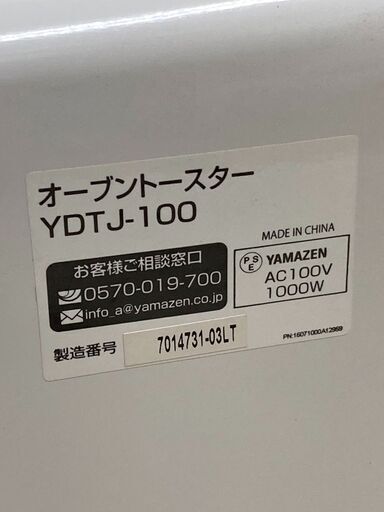 オーブントースター
YDTJ-100
お客様ご相談窓口
0570-019-700
info_a@yamazen.co.jp
MADE IN CHINA
PSE YAMAZEN
AC100V
1000W
製造番号 7014731-03LT
PN:16071000A12959